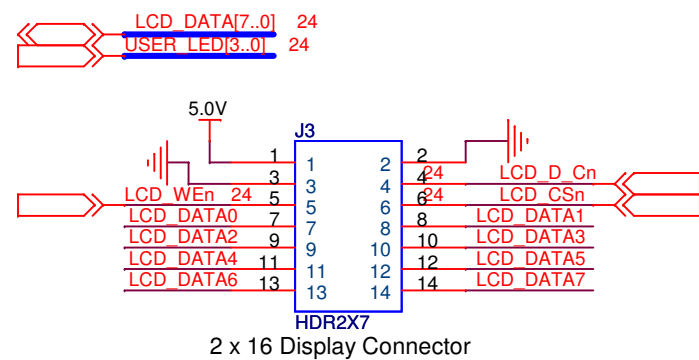 LCD_DATA[7..0] 24
USER_LED[3..0] 24
5.0V
J3
1 1 2 2
3 3 4 4 24 LCD_D_Cn
LCD_WEn 24 5 5 6 6 24 LCD_CSn
LCD_DATA0 7 7 8 8 LCD_DATA1
LCD_DATA2 9 9 10 10 LCD_DATA3
LCD_DATA4 11 11 12 12 LCD_DATA5
LCD_DATA6 13 13 14 14 LCD_DATA7
HDR2X7
2 x 16 Display Connector